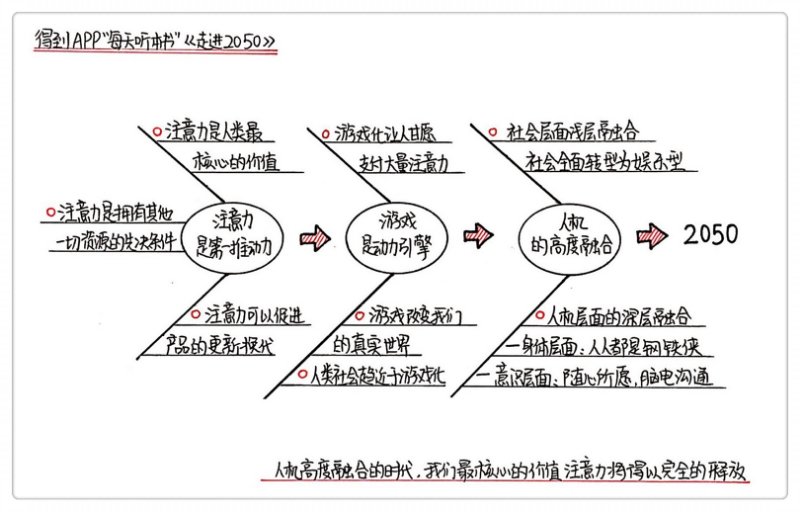 得到APP"每天听本书"《走进2050》
注意力是人类最
核心的价值
游戏化让人甘愿
支付大量注意力
社会层面浅层融合
社会全面转型为娱乐型
注意力是拥有其他
一切资源的先决条件
注意力
是第一推动力
游戏
是动力引擎
人机
的高度融合
2050
注意力可以促进
产品的更新换代
游戏改变我们
的真实世界
人类社会趋近于游戏化
人机层面的深层融合
一身体层面:人人都是钢铁侠
一意识层面:随心所愿,脑电沟通
人机高度融合的时代,我们最核心的价值注意力将得以完全的释放